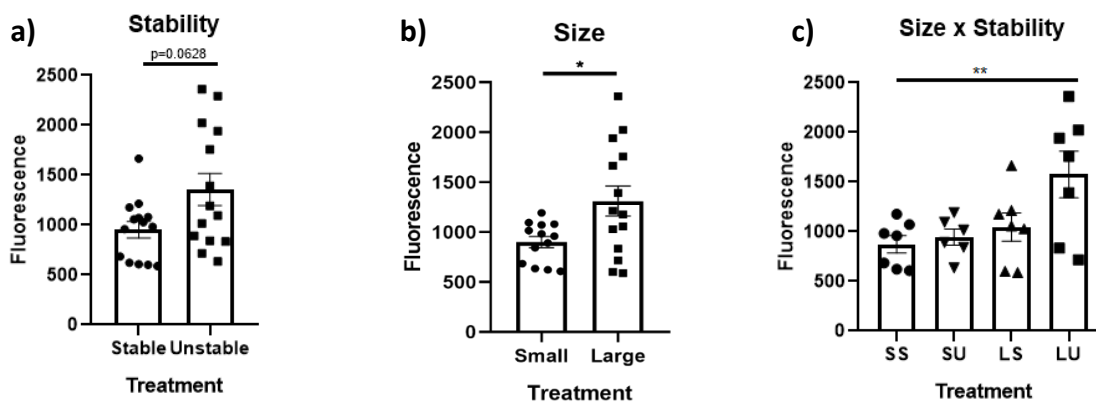 a)
Stability
p=0.0628
2500
2000
1500
1000
500
0
Fluorescence
Stable Unstable
Treatment
b)
Size
*
2500
2000
1500
1000
500
0
Fluorescence
Small Large
Treatment
c)
Size x Stability
**
2500
2000
1500
1000
500
0
Fluorescence
SS SU LS LU
Treatment